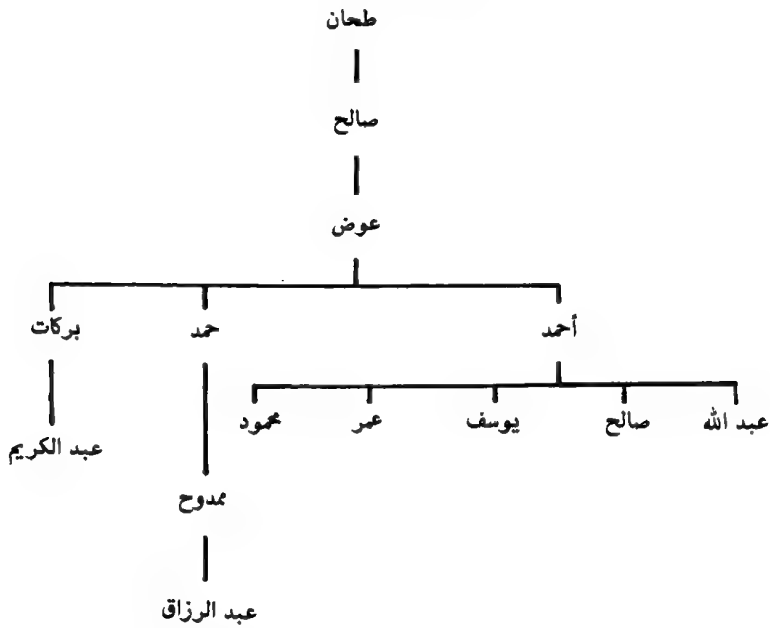 طحان
صالح
عوض
أحمد حمد بركات
عبد الله صالح يوسف عمر محمود
عبد الكريم
ممدوح
عبد الرزاق